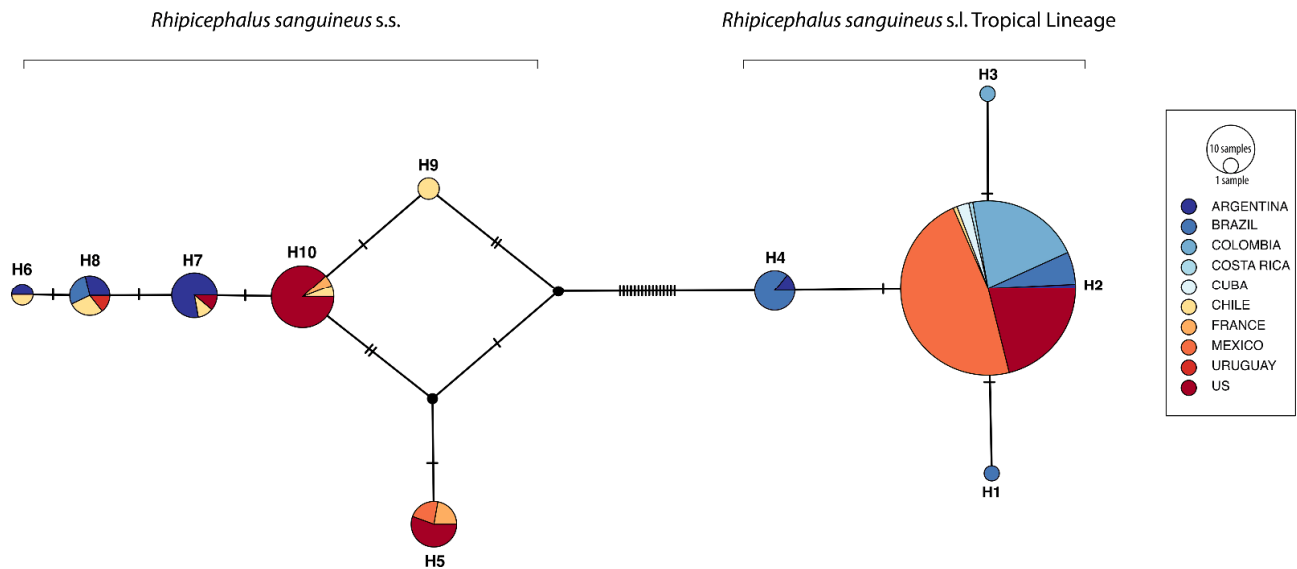 Rhipicephalus sanguineus s.s.
Rhipicephalus sanguineus s.l. Tropical Lineage
H3
H9
H10
H7
H8
H6
H4
H2
H1
H5
10 samples
1 sample
ARGENTINA
BRAZIL
COLOMBIA
COSTA RICA
CUBA
CHILE
FRANCE
MEXICO
URUGUAY
US